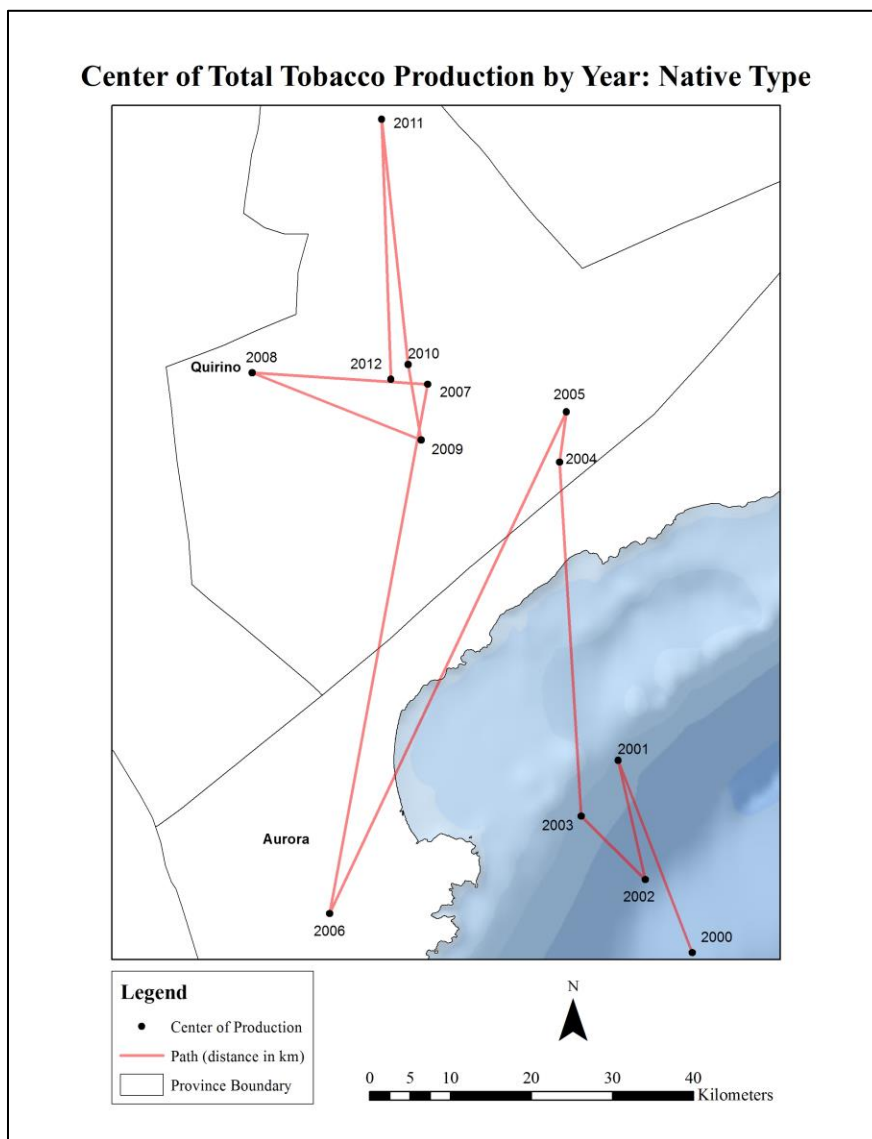 Center of Total Tobacco Production by Year: Native Type
2011
2008
Quirino
2012
2010
2007
2005
2009
2004
2001
2003
Aurora
2002
2006
2000
Legend
Center of Production
Path (distance in km)
Province Boundary
N
0 5 10 20 30 40
Kilometers